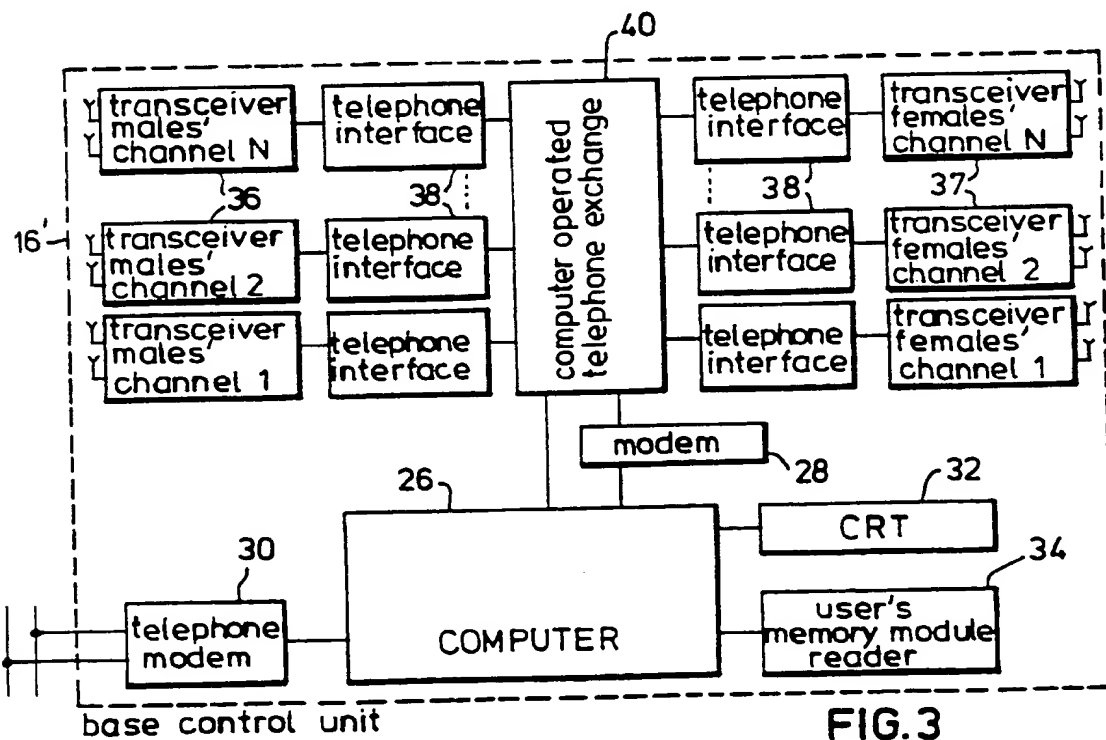 40
transceiver
males'
channel N
telephone
interface
computer operated
telephone exchange
telephone
interface
transceiver
females'
channel N
36
38
38
37
16'
transceiver
males'
channel 2
telephone
interface
telephone
interface
transceiver
females'
channel 2
transceiver
males'
channel 1
telephone
interface
telephone
interface
transceiver
females'
channel 1
modem
28
26
32
CRT
30
34
telephone
modem
COMPUTER
user's
memory module
reader
base control unit
FIG.3